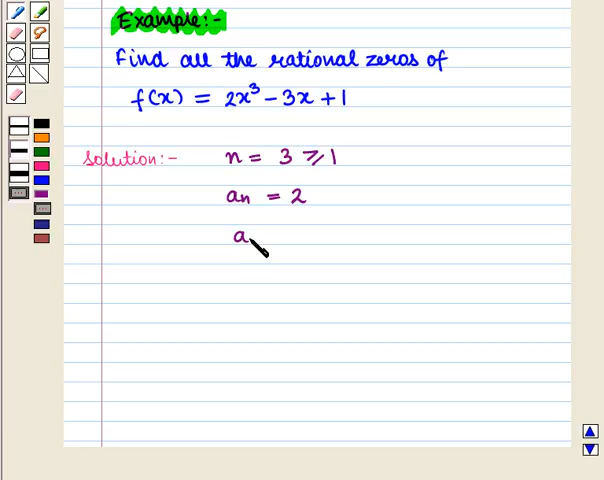 Example:-
Find all the rational zeros of
f(x) = 2x³ - 3x + 1
Solution:- n = 3 ⩾ 1
aₙ = 2
a